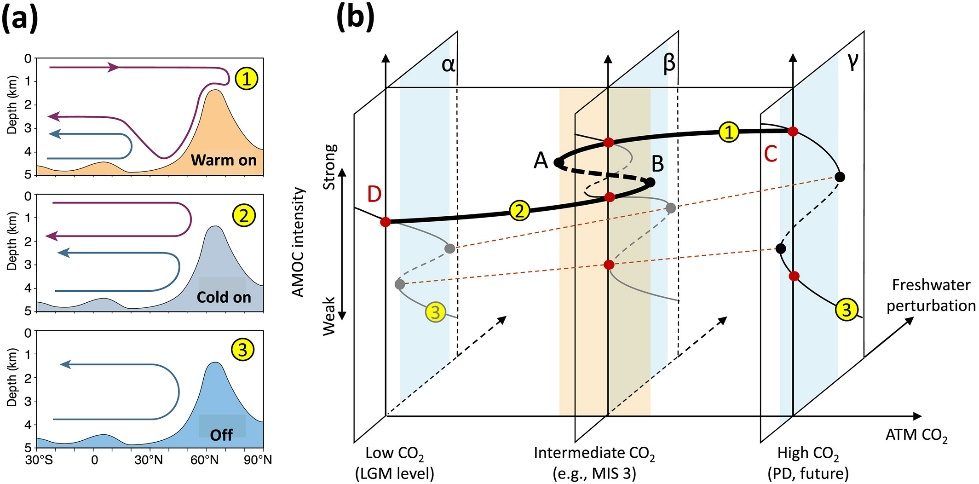 (a)
0
1
2
3
4
5
Depth (km)
1
Warm on
0
1
2
3
4
5
Depth (km)
2
Cold on
0
1
2
3
4
5
Depth (km)
3
Off
30°S 0 30°N 60°N 90°N
(b)
α
β
γ
AMOC intensity
Strong
Weak
A
B
C
D
1
2
3
3
Freshwater
perturbation
ATM CO₂
Low CO₂
(LGM level)
Intermediate CO₂
(e.g., MIS 3)
High CO₂
(PD, future)